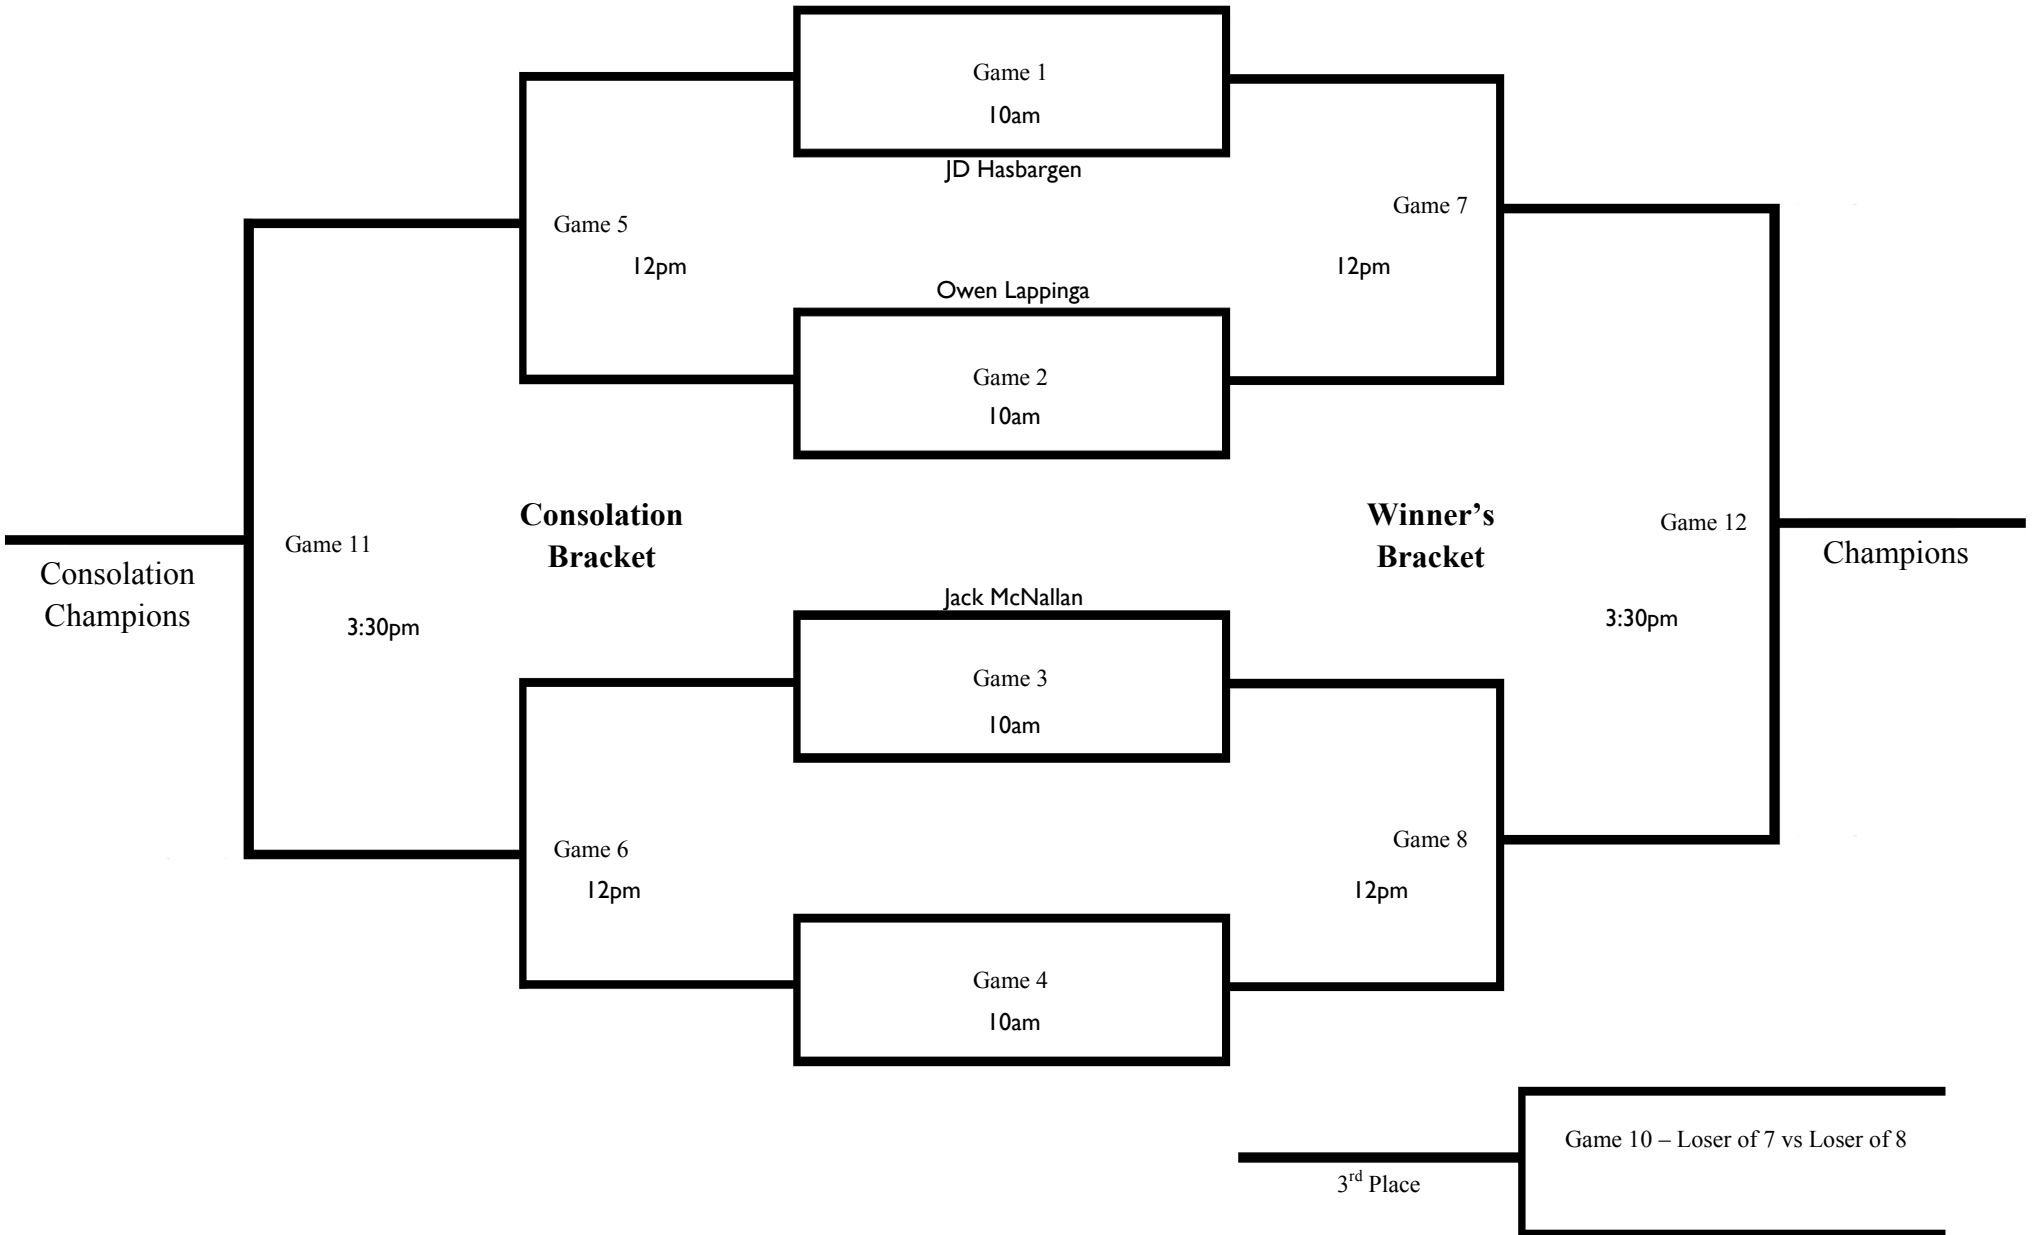 Game 1
10am
JD Hasbargen
Game 5
12pm
Game 7
12pm
Owen Lappinga
Game 2
10am
Consolation
Bracket
Winner’s
Bracket
Game 11
3:30pm
Consolation
Champions
Game 12
3:30pm
Champions
Jack McNallan
Game 3
10am
Game 6
12pm
Game 8
12pm
Game 4
10am
Game 10 – Loser of 7 vs Loser of 8
3rd Place